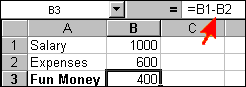 B3 = =B1-B2
A B C
1 Salary 1000
2 Expenses 600
3 Fun Money 400